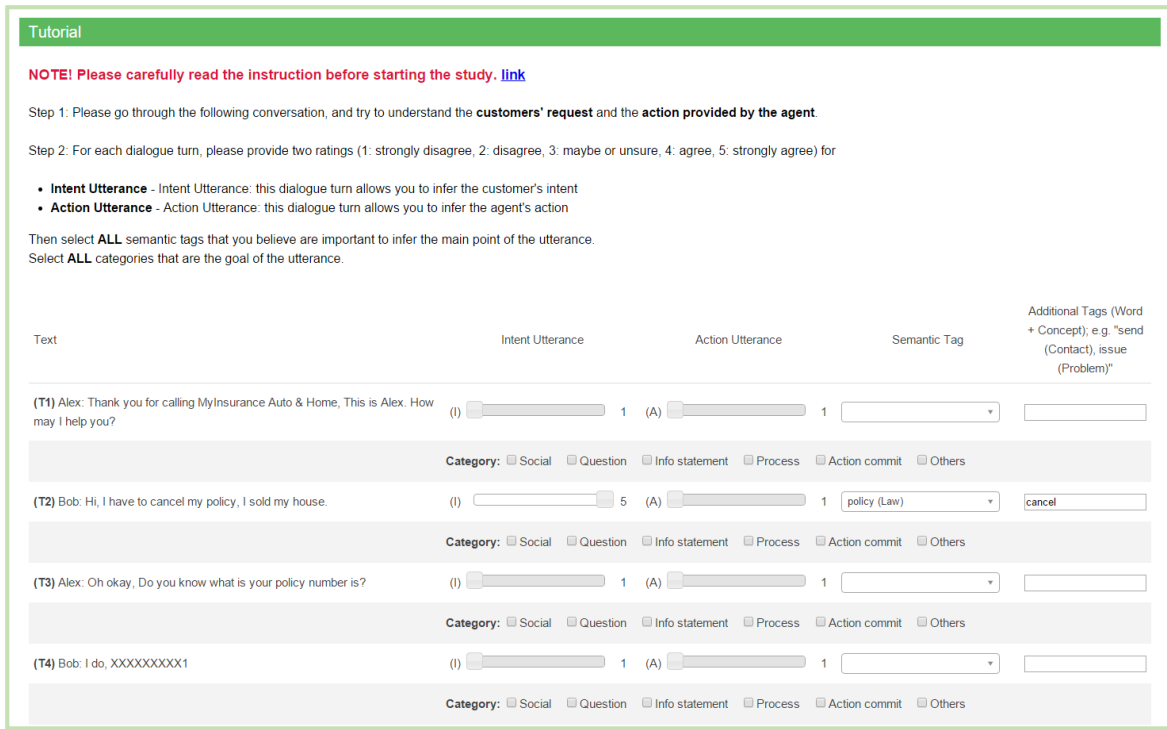 Tutorial
NOTE! Please carefully read the instruction before starting the study. link
Step 1: Please go through the following conversation, and try to understand the customers' request and the action provided by the agent.
Step 2: For each dialogue turn, please provide two ratings (1: strongly disagree, 2: disagree, 3: maybe or unsure, 4: agree, 5: strongly agree) for
• Intent Utterance - Intent Utterance: this dialogue turn allows you to infer the customer's intent
• Action Utterance - Action Utterance: this dialogue turn allows you to infer the agent's action
Then select ALL semantic tags that you believe are important to infer the main point of the utterance.
Select ALL categories that are the goal of the utterance.
Text Intent Utterance Action Utterance Semantic Tag Additional Tags (Word
+ Concept); e.g. "send
(Contact), issue
(Problem)"
(T1) Alex: Thank you for calling MyInsurance Auto & Home, This is Alex. How
may I help you?
(I) 1 (A) 1
Category: Social Question Info statement Process Action commit Others
(T2) Bob: Hi, I have to cancel my policy, I sold my house. (I) 5 (A) 1 policy (Law) cancel
Category: Social Question Info statement Process Action commit Others
(T3) Alex: Oh okay, Do you know what is your policy number is? (I) 1 (A) 1
Category: Social Question Info statement Process Action commit Others
(T4) Bob: I do, XXXXXXXXX1 (I) 1 (A) 1
Category: Social Question Info statement Process Action commit Others